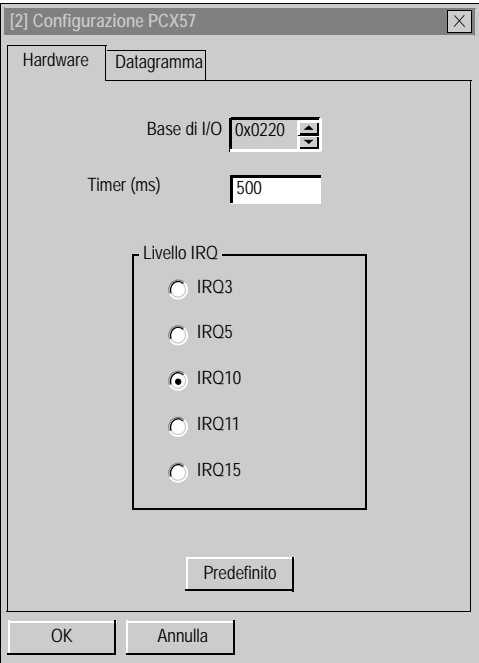 [2] Configurazione PCX57
Hardware
Datagramma
Base di I/O 0x0220
Timer (ms) 500
Livello IRQ
IRQ3
IRQ5
IRQ10
IRQ11
IRQ15
Predefinito
OK
Annulla